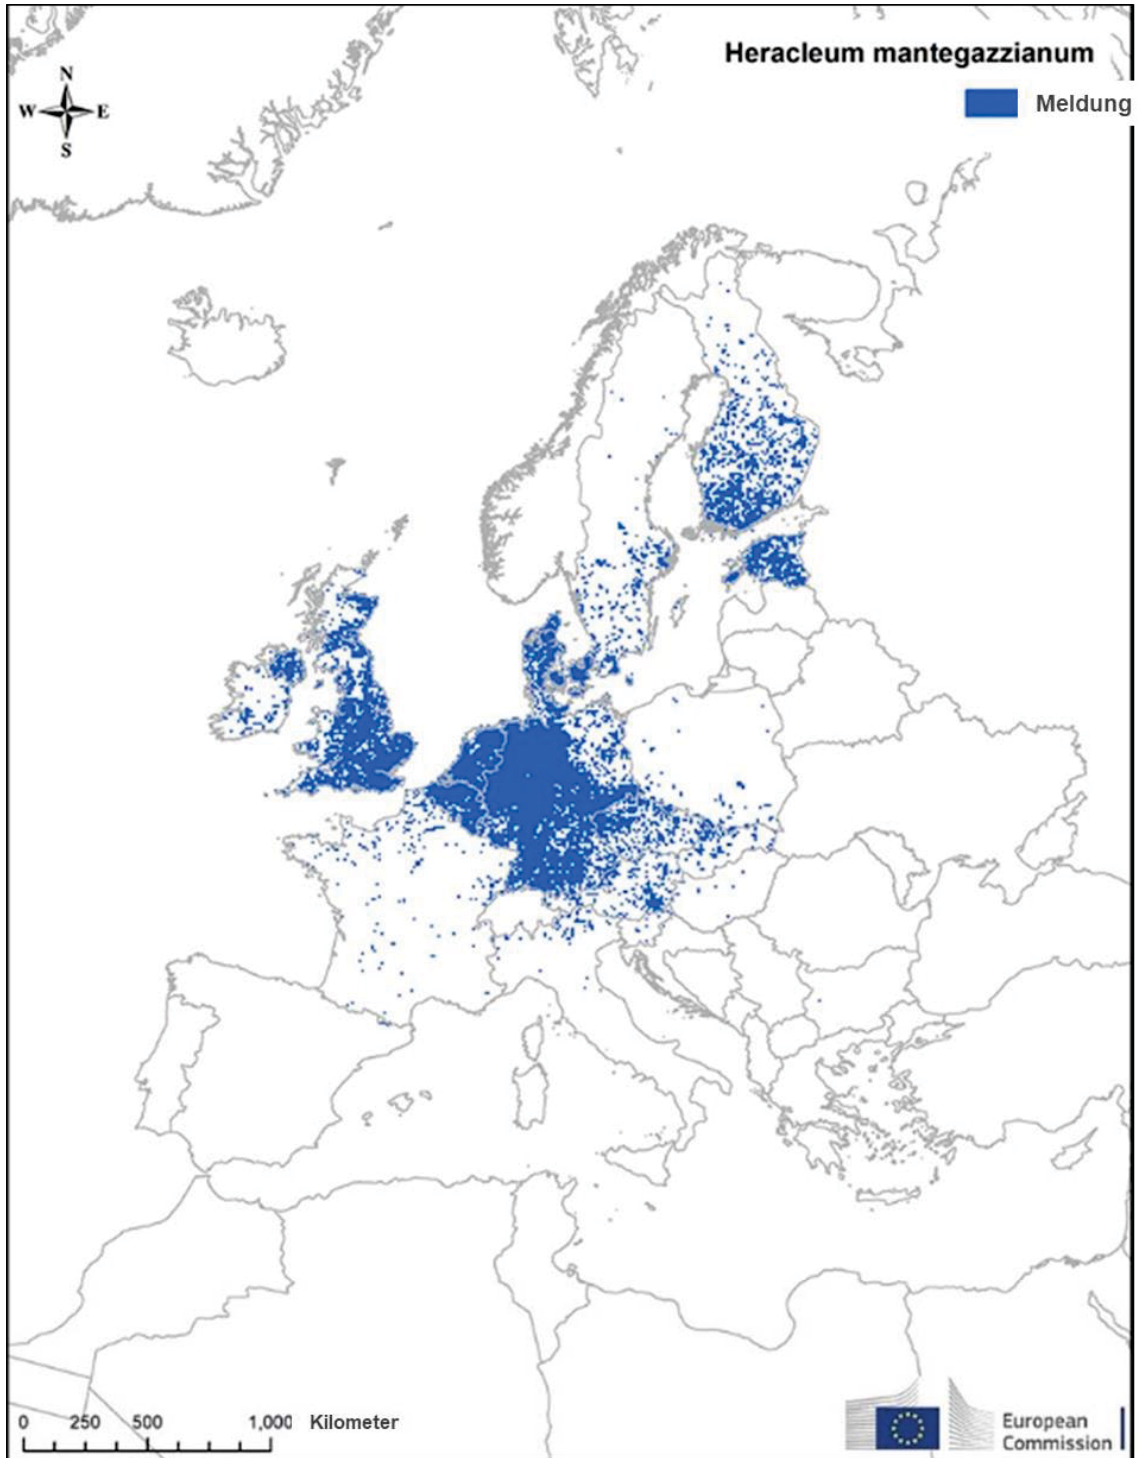 Heracleum mantegazzianum
Meldung
N
W E
S
0 250 500 1,000 Kilometer
European
Commission